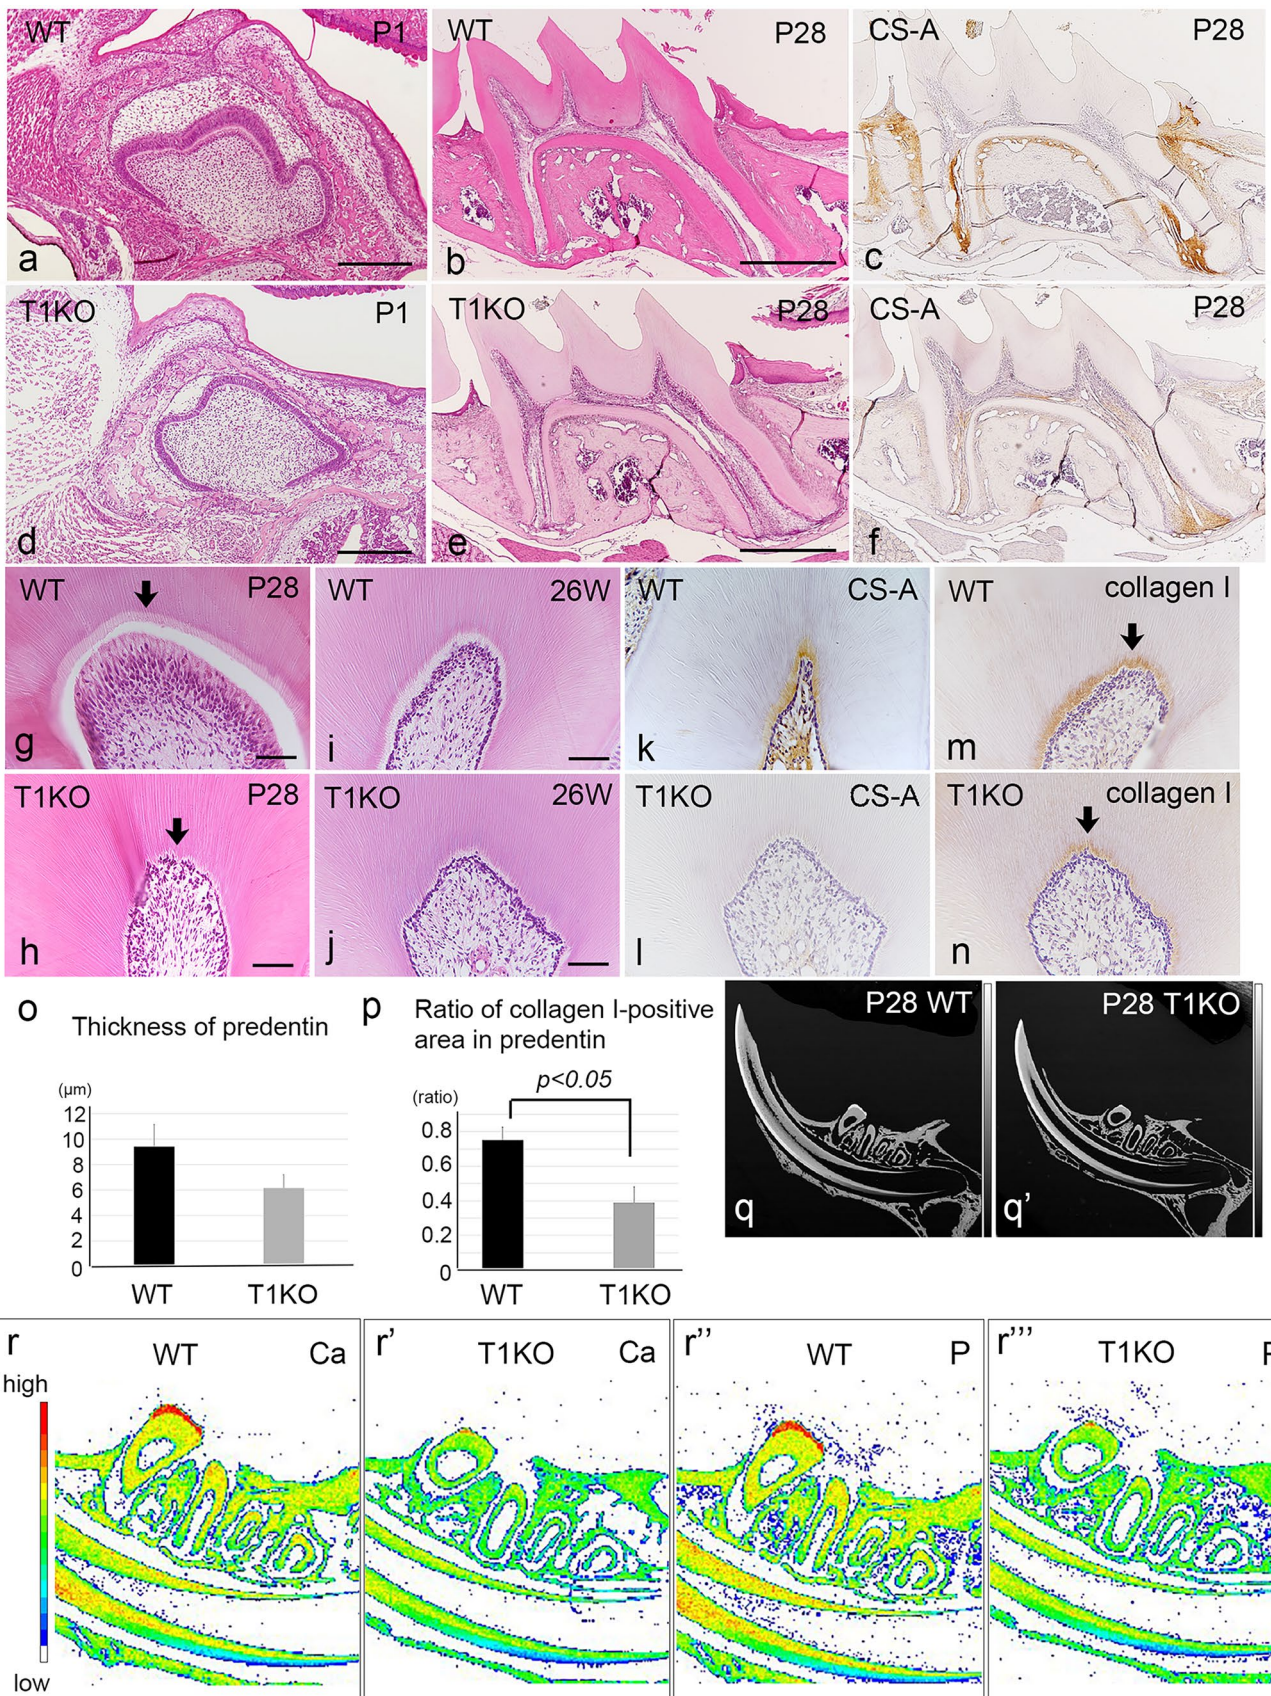 WT P1
a
WT P28
b
CS-A P28
c
T1KO P1
d
T1KO P28
e
CS-A P28
f
WT P28
g
WT 26W
i
WT CS-A
k
WT collagen I
m
T1KO P28
h
T1KO 26W
j
T1KO CS-A
l
T1KO collagen I
n
o
Thickness of predentin
(μm)
12
10
8
6
4
2
0
WT T1KO
p
Ratio of collagen I-positive
area in predentin
(ratio)
p<0.05
0.8
0.6
0.4
0.2
0
WT T1KO
P28 WT
q
P28 T1KO
q’
r WT Ca
high
low
r’ T1KO Ca
r’’ WT P
r’’’ T1KO P